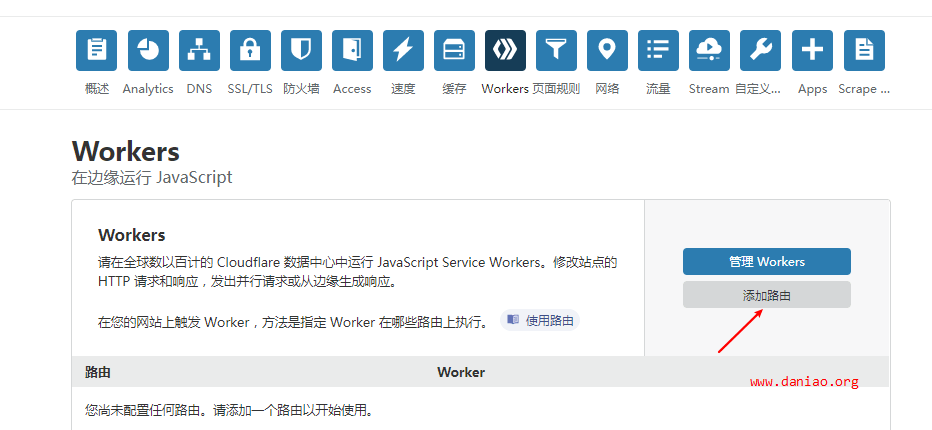 概述 Analytics DNS SSL/TLS 防火墙 Access 速度 缓存 Workers 页面规则 网络 流量 Stream 自定义... Apps Scrape ...
Workers
在边缘运行 JavaScript
Workers
请在全球数以百计的 Cloudflare 数据中心中运行 JavaScript Service Workers。修改站点的
HTTP 请求和响应，发出并行请求或从边缘生成响应。
管理 Workers
添加路由
在您的网站上触发 Worker，方法是指定 Worker 在哪些路由上执行。 使用路由
路由 Worker
www.daniao.org
您尚未配置任何路由。请添加一个路由以开始使用。